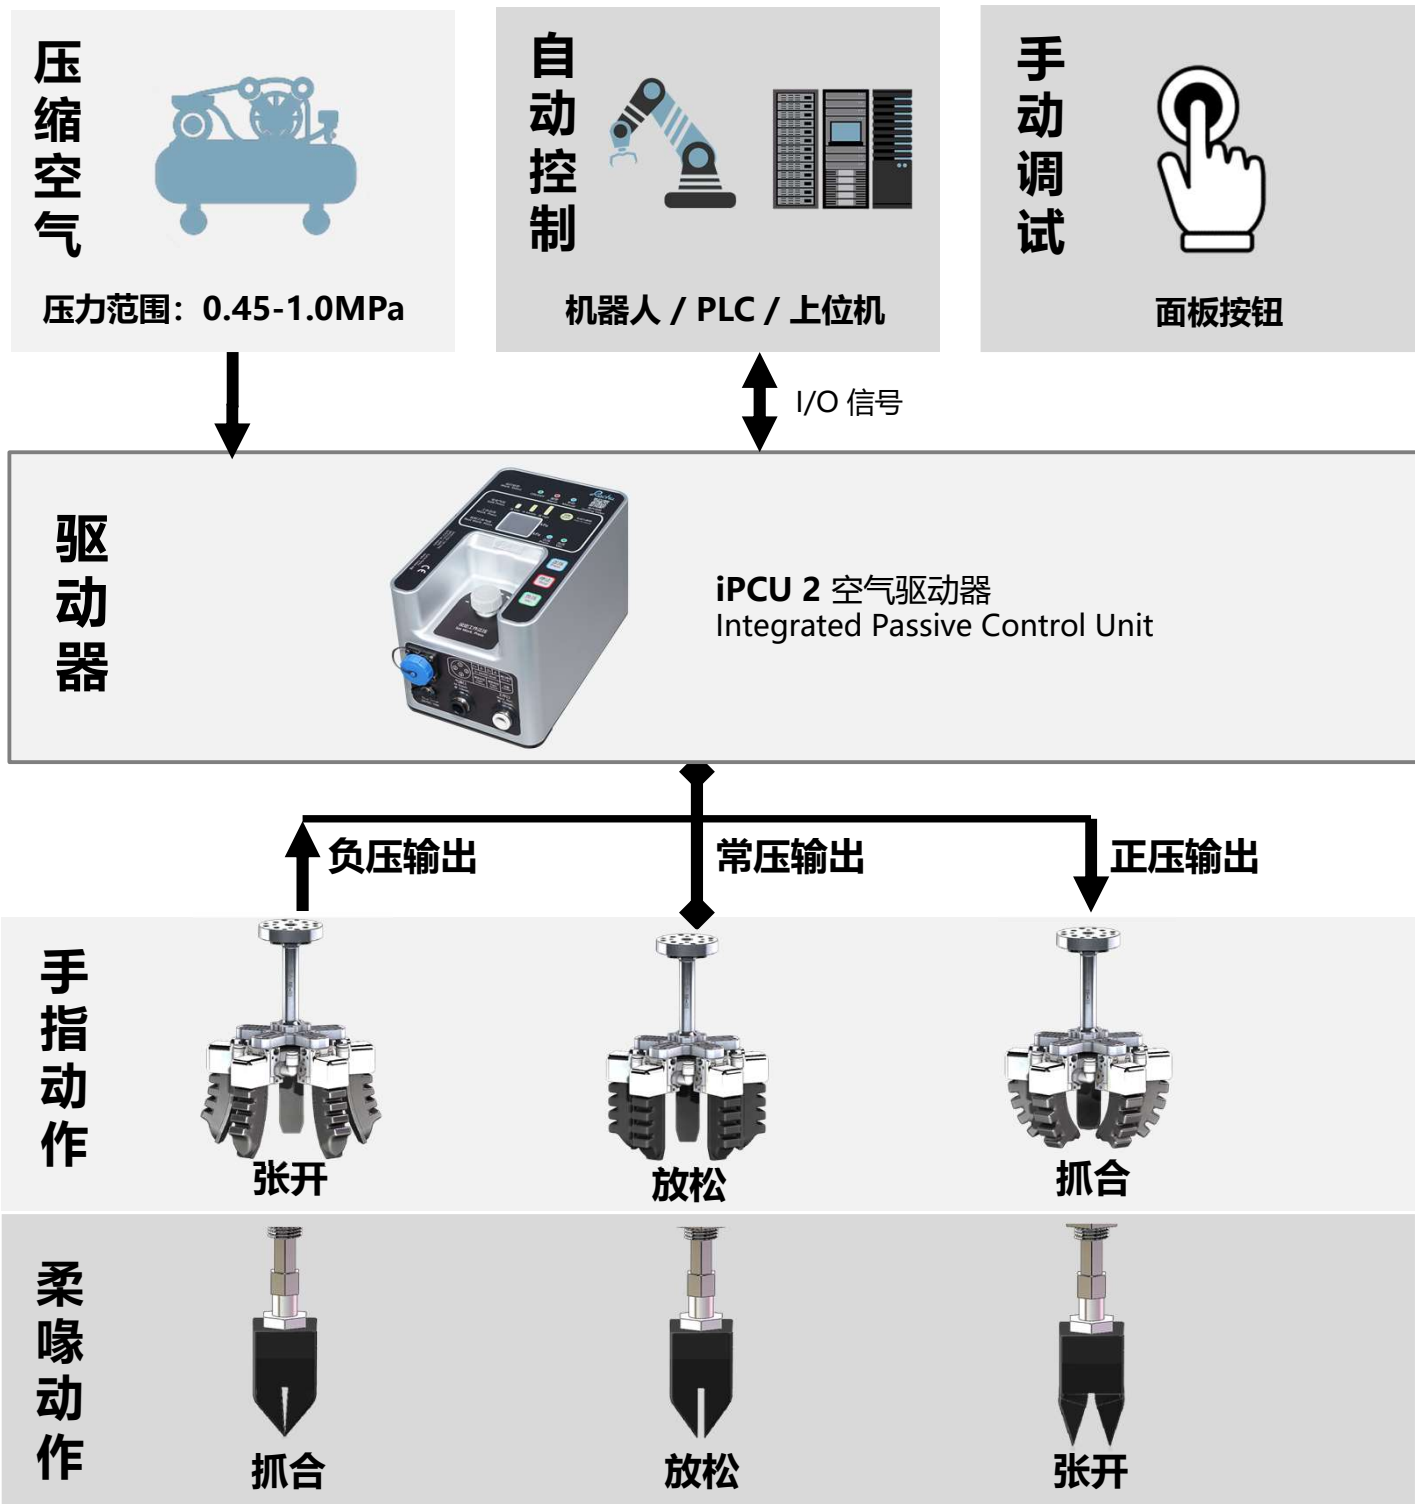 压缩空气
压力范围：0.45-1.0MPa
自动控制
机器人 / PLC / 上位机
手动调试
面板按钮
I/O 信号
驱动器
iPCU 2 空气驱动器
Integrated Passive Control Unit
负压输出
常压输出
正压输出
手指动作
张开
放松
抓合
柔喙动作
抓合
放松
张开